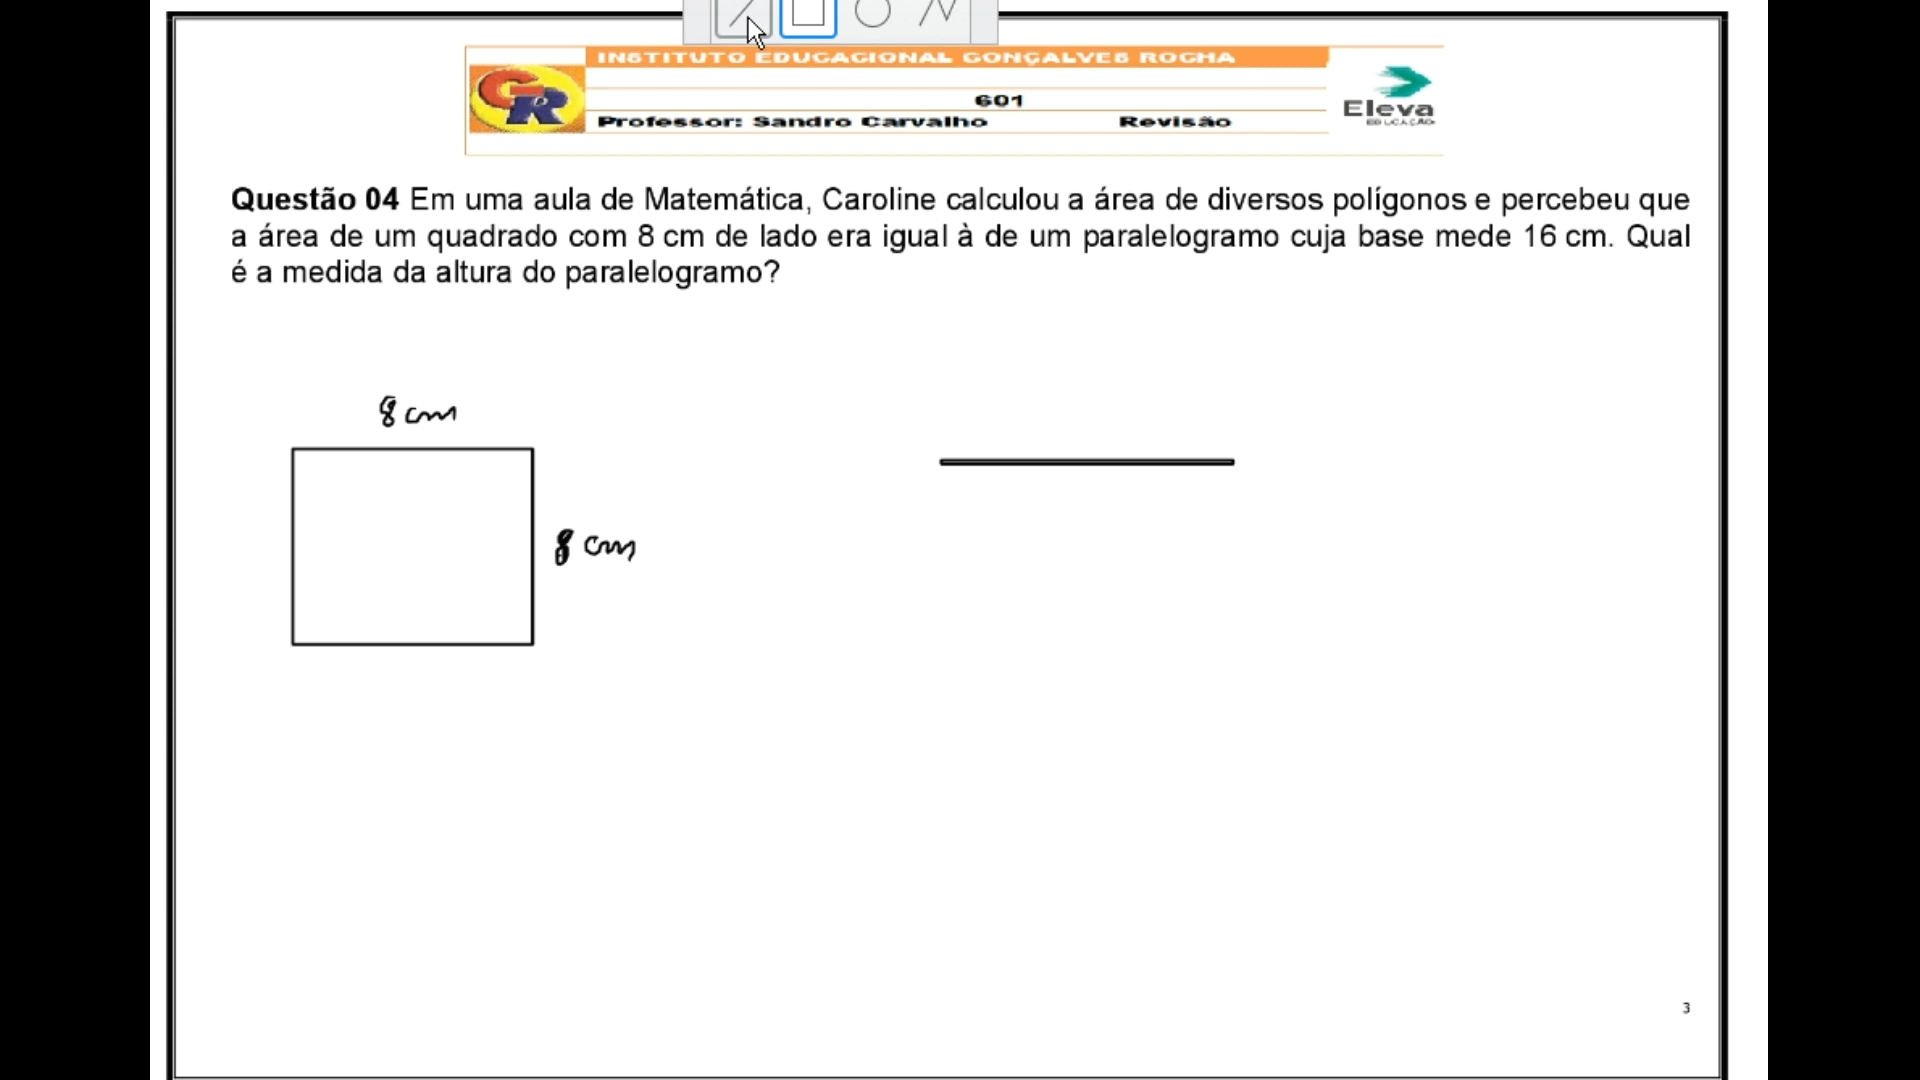 INSTITUTO EDUCACIONAL GONÇALVES ROCHA
GR
601
Professor: Sandro Carvalho Revisão
Eleva
EDUCAÇÃO
Questão 04 Em uma aula de Matemática, Caroline calculou a área de diversos polígonos e percebeu que
a área de um quadrado com 8 cm de lado era igual à de um paralelogramo cuja base mede 16 cm. Qual
é a medida da altura do paralelogramo?
8 cm
8 cm
3